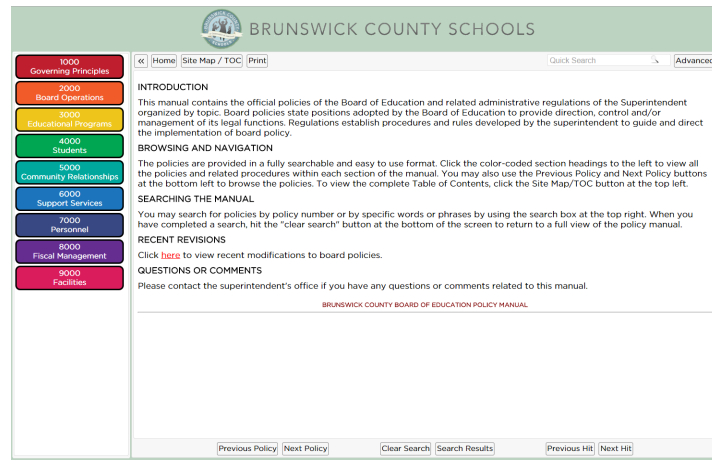 BRUNSWICK COUNTY SCHOOLS
1000
Governing Principles
2000
Board Operations
3000
Educational Programs
4000
Students
5000
Community Relationships
6000
Support Services
7000
Personnel
8000
Fiscal Management
9000
Facilities
« Home Site Map / TOC Print Quick Search Advanced
INTRODUCTION
This manual contains the official policies of the Board of Education and related administrative regulations of the Superintendent
organized by topic. Board policies state positions adopted by the Board of Education to provide direction, control and/or
management of its legal functions. Regulations establish procedures and rules developed by the superintendent to guide and direct
the implementation of board policy.
BROWSING AND NAVIGATION
The policies are provided in a fully searchable and easy to use format. Click the color-coded section headings to the left to view all
the policies and related procedures within each section of the manual. You may also use the Previous Policy and Next Policy buttons
at the bottom left to browse the policies. To view the complete Table of Contents, click the Site Map/TOC button at the top left.
SEARCHING THE MANUAL
You may search for policies by policy number or by specific words or phrases by using the search box at the top right. When you
have completed a search, hit the "clear search" button at the bottom of the screen to return to a full view of the policy manual.
RECENT REVISIONS
Click here to view recent modifications to board policies.
QUESTIONS OR COMMENTS
Please contact the superintendent's office if you have any questions or comments related to this manual.
BRUNSWICK COUNTY BOARD OF EDUCATION POLICY MANUAL
Previous Policy Next Policy Clear Search Search Results Previous Hit Next Hit